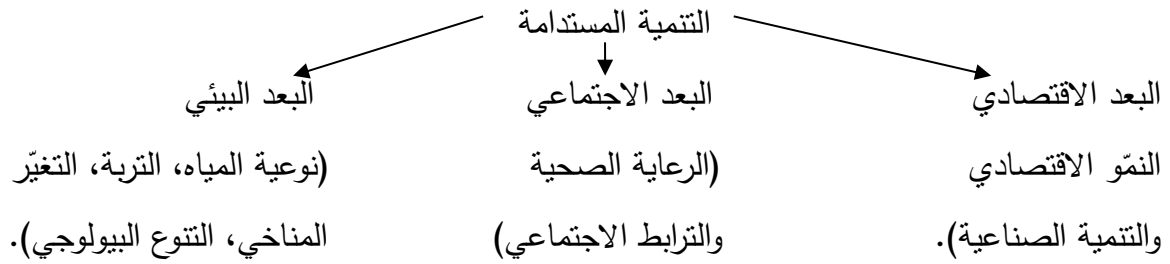 التنمية المستدامة
البعد الاقتصادي البعد الاجتماعي البعد البيئي
النمّو الاقتصادي (الرعاية الصحية (نوعية المياه، التربة، التغيّر
والتنمية الصناعية). والترابط الاجتماعي) المناخي، التنوع البيولوجي).